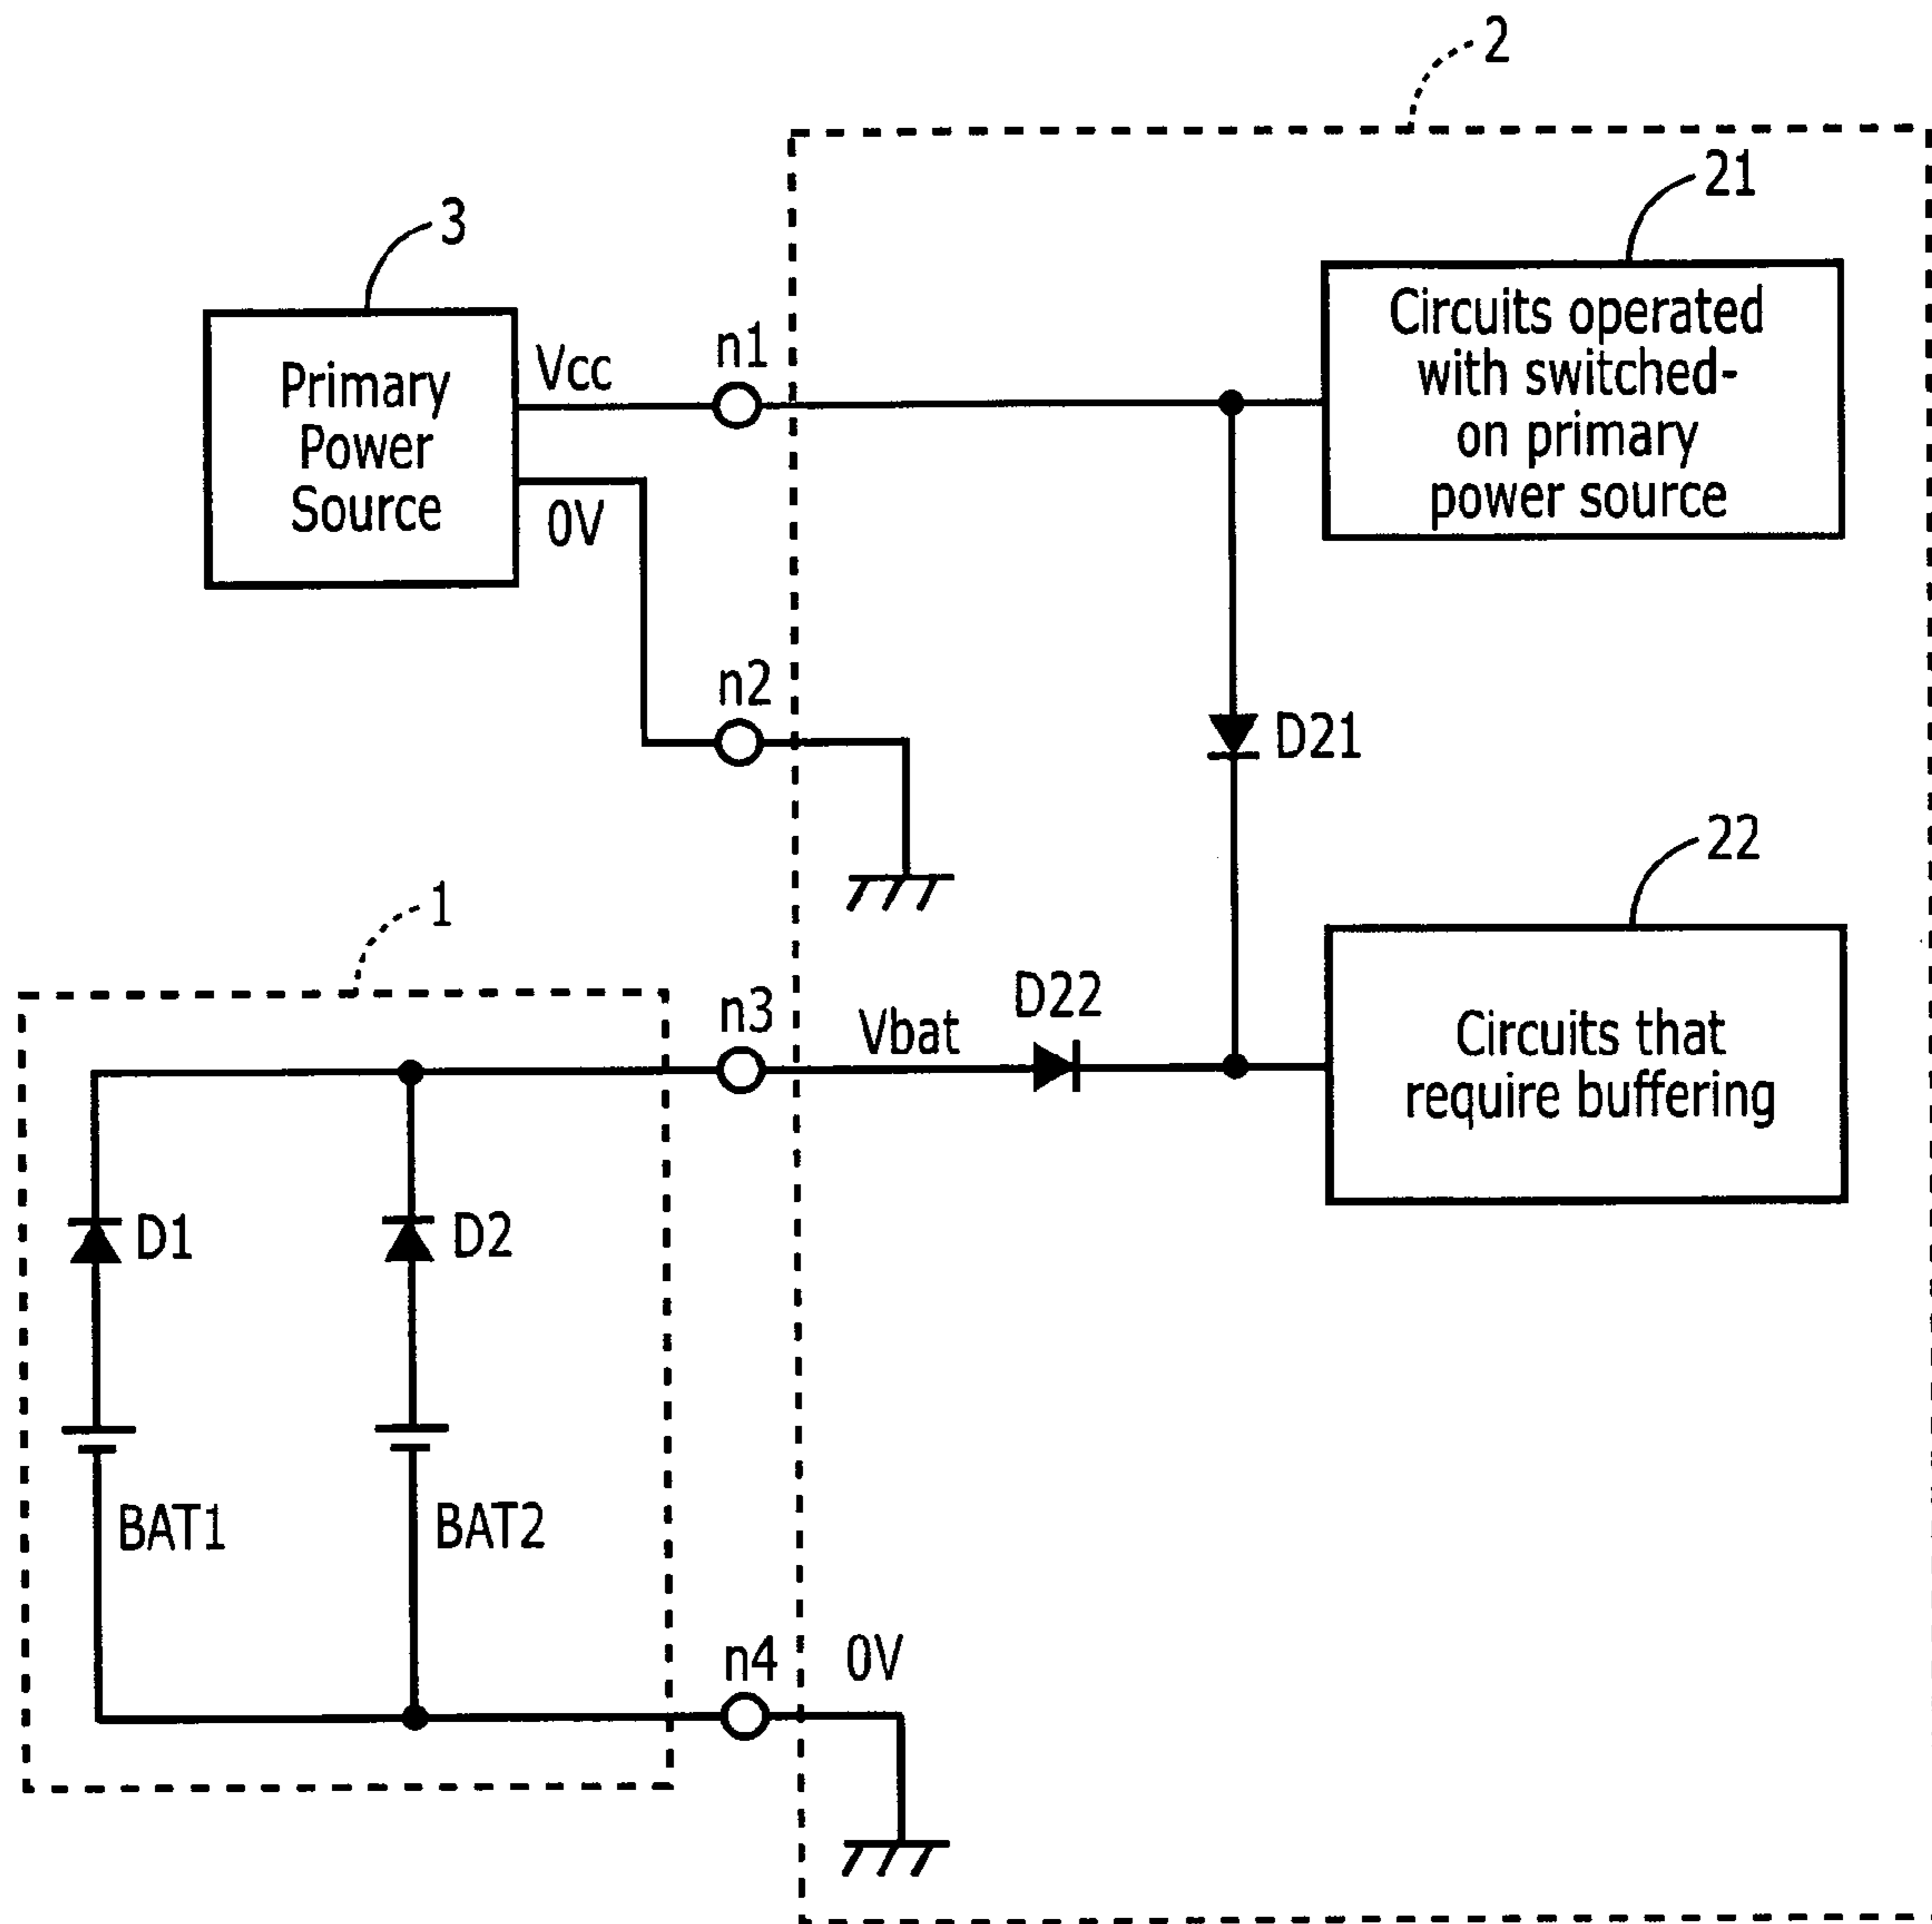 2
21
3
Circuits operated
with switched-
on primary
power source
Primary
Power
Source
Vcc
n1
0V
n2
D21
22
1
n3
Vbat
D22
Circuits that
require buffering
D1
D2
BAT1
BAT2
n4
0V